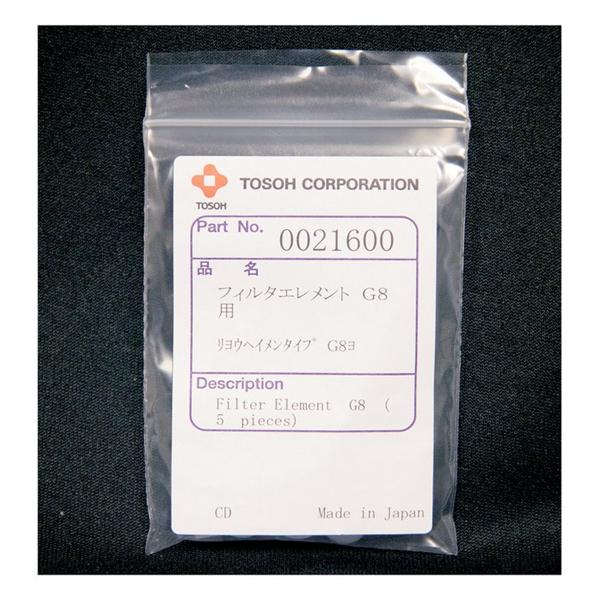 TOSOH CORPORATION
TOSOH
Part No. 0021600
品 名
フィルタエレメント G8
用
ﾘﾖｳﾍｲﾒﾝﾀｲﾌﾟ G8ﾖ
Description
Filter Element G8 (
5 pieces)
CD Made in Japan